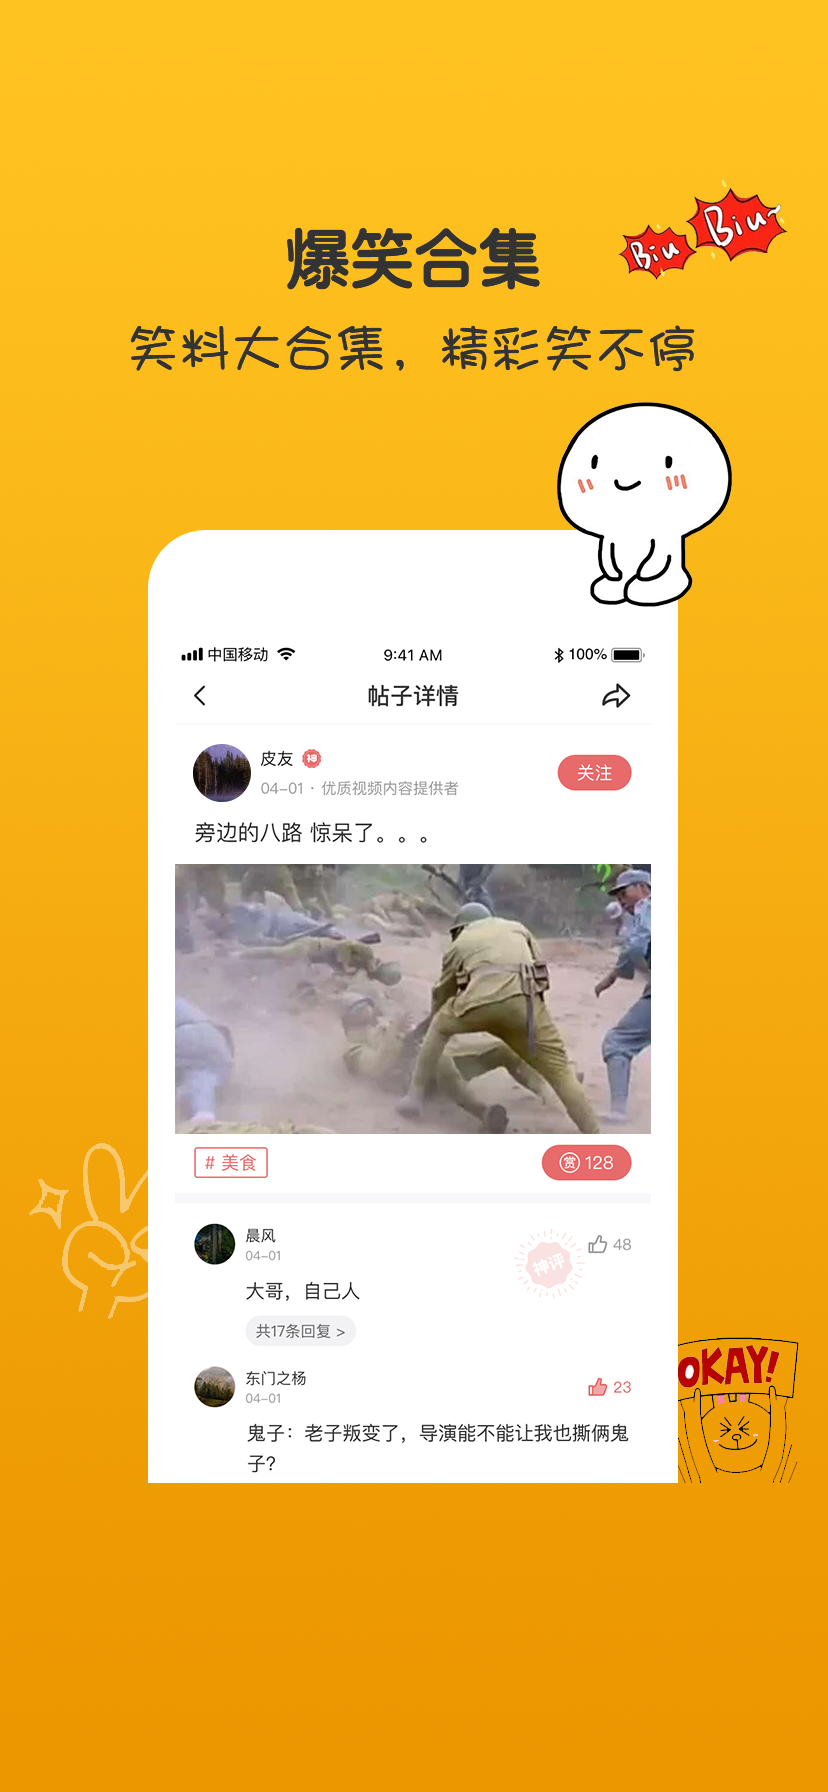 爆笑合集
Biu Biu~
笑料大合集，精彩笑不停
中国移动 9:41 AM 100%
帖子详情
皮友 神
04-01 · 优质视频内容提供者
关注
旁边的八路 惊呆了。。。
?
# 美食
赏 128
晨风
04-01
神评
48
大哥，自己人
共17条回复 >
东门之杨
04-01
23
鬼子：老子叛变了，导演能不能让我也撕俩鬼
子?
OKAY!